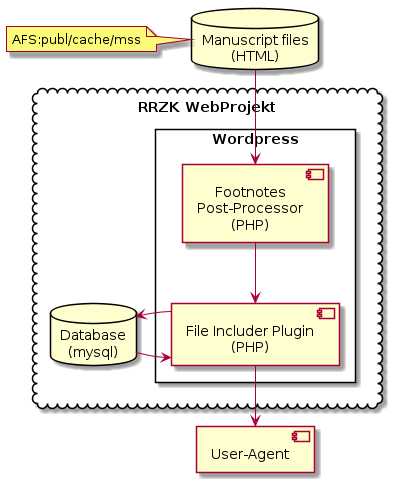 AFS:publ/cache/mss
Manuscript files
(HTML)
RRZK WebProjekt
Wordpress
Footnotes
Post-Processor
(PHP)
Database
(mysql)
File Includer Plugin
(PHP)
User-Agent